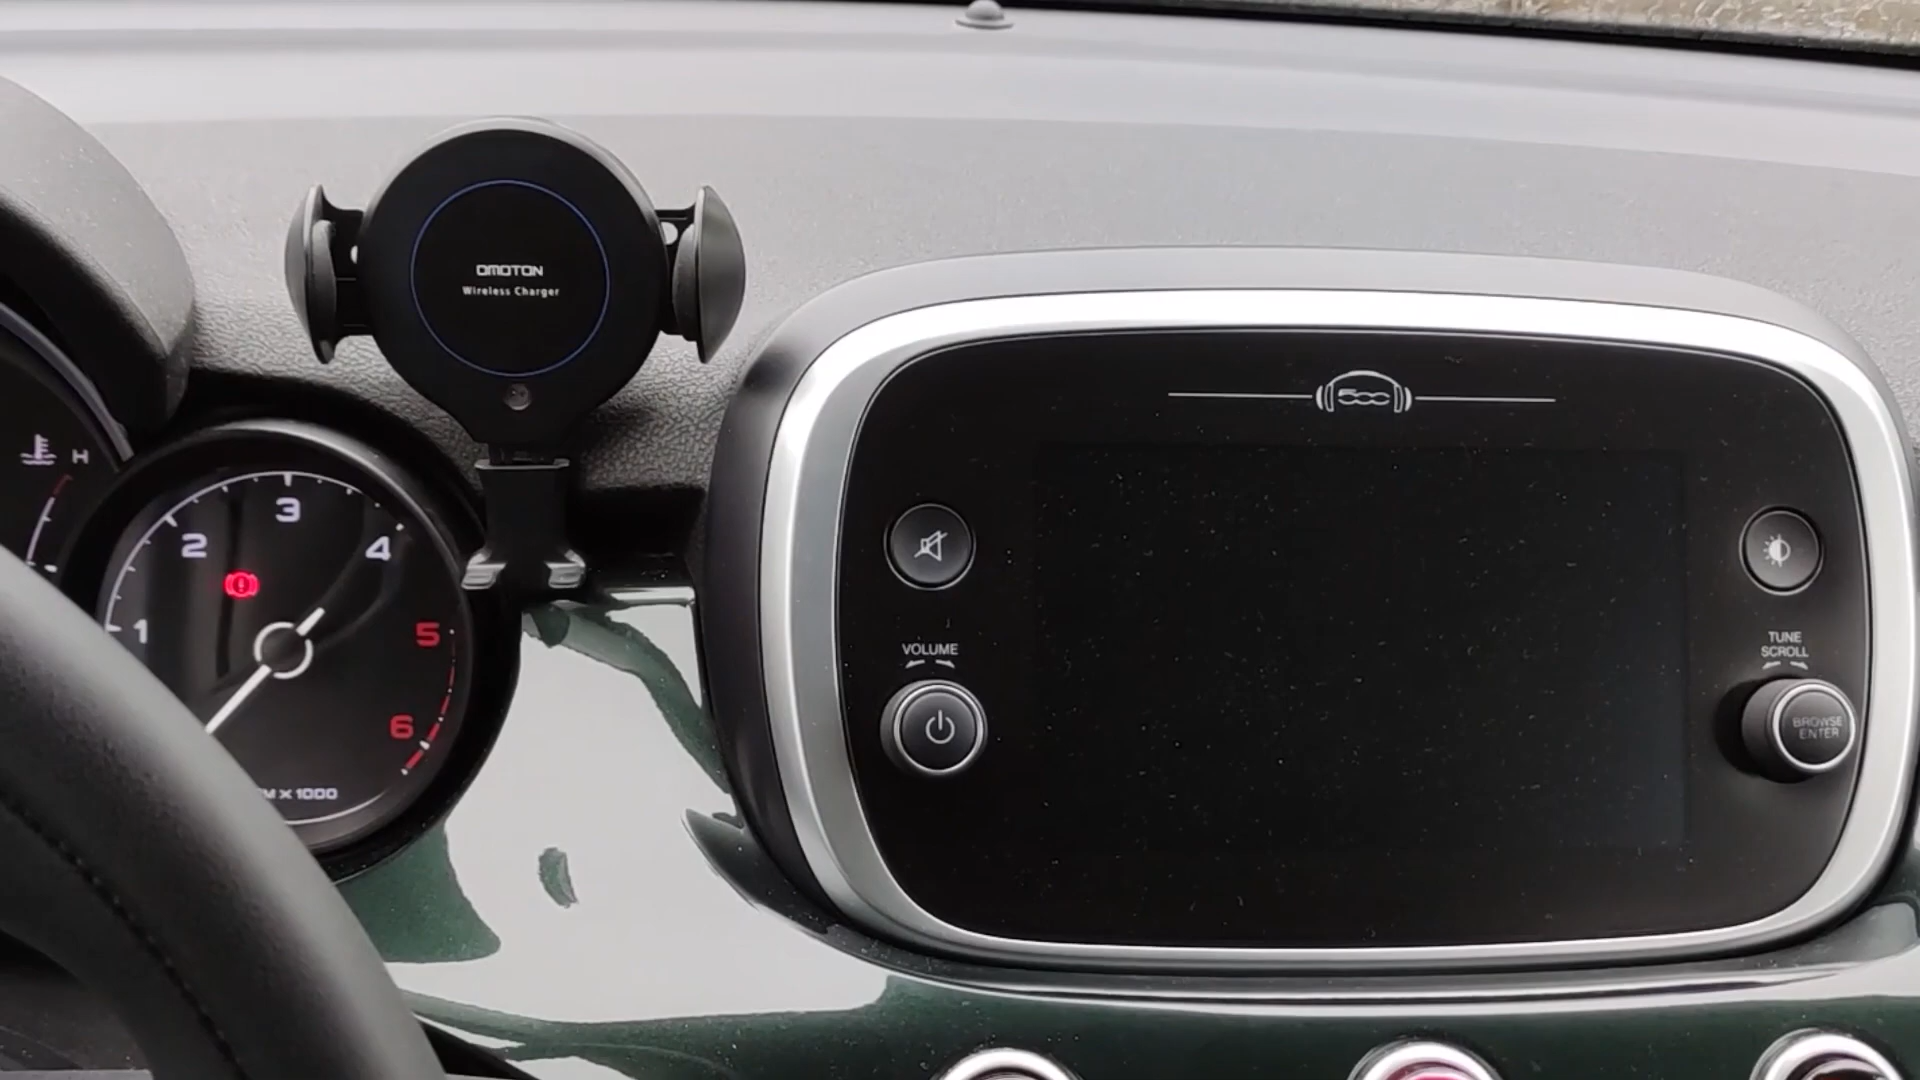 OMOTON
Wireless Charger
500
H
3
2
4
1
5
6
M X 1000
VOLUME
TUNE
SCROLL
BROWSE
ENTER